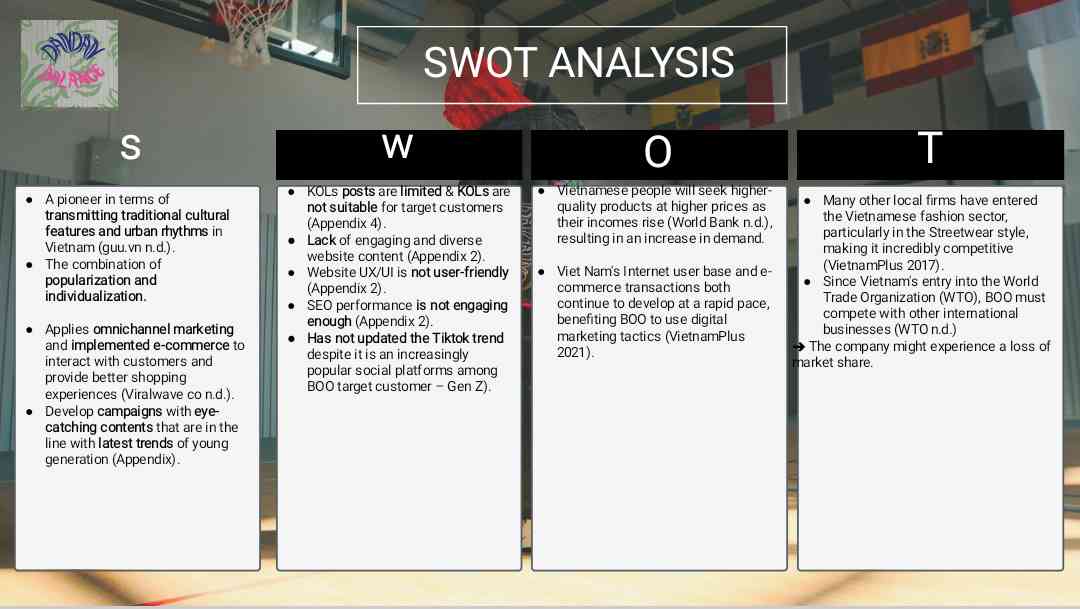 DANDAN
BALANCE
SWOT ANALYSIS
S
● A pioneer in terms of
transmitting traditional cultural
features and urban rhythms in
Vietnam (guu.vn n.d.).
● The combination of
popularization and
individualization.
● Applies omnichannel marketing
and implemented e-commerce to
interact with customers and
provide better shopping
experiences (Viralwave co n.d.).
● Develop campaigns with eye-
catching contents that are in the
line with latest trends of young
generation (Appendix).
W
● KOLs posts are limited & KOLs are
not suitable for target customers
(Appendix 4).
● Lack of engaging and diverse
website content (Appendix 2).
● Website UX/UI is not user-friendly
(Appendix 2).
● SEO performance is not engaging
enough (Appendix 2).
● Has not updated the Tiktok trend
despite it is an increasingly
popular social platforms among
BOO target customer – Gen Z).
O
● Vietnamese people will seek higher-
quality products at higher prices as
their incomes rise (World Bank n.d.),
resulting in an increase in demand.
● Viet Nam's Internet user base and e-
commerce transactions both
continue to develop at a rapid pace,
benefiting BOO to use digital
marketing tactics (VietnamPlus
2021).
T
● Many other local firms have entered
the Vietnamese fashion sector,
particularly in the Streetwear style,
making it incredibly competitive
(VietnamPlus 2017).
● Since Vietnam's entry into the World
Trade Organization (WTO), BOO must
compete with other international
businesses (WTO n.d.)
➔ The company might experience a loss of
market share.